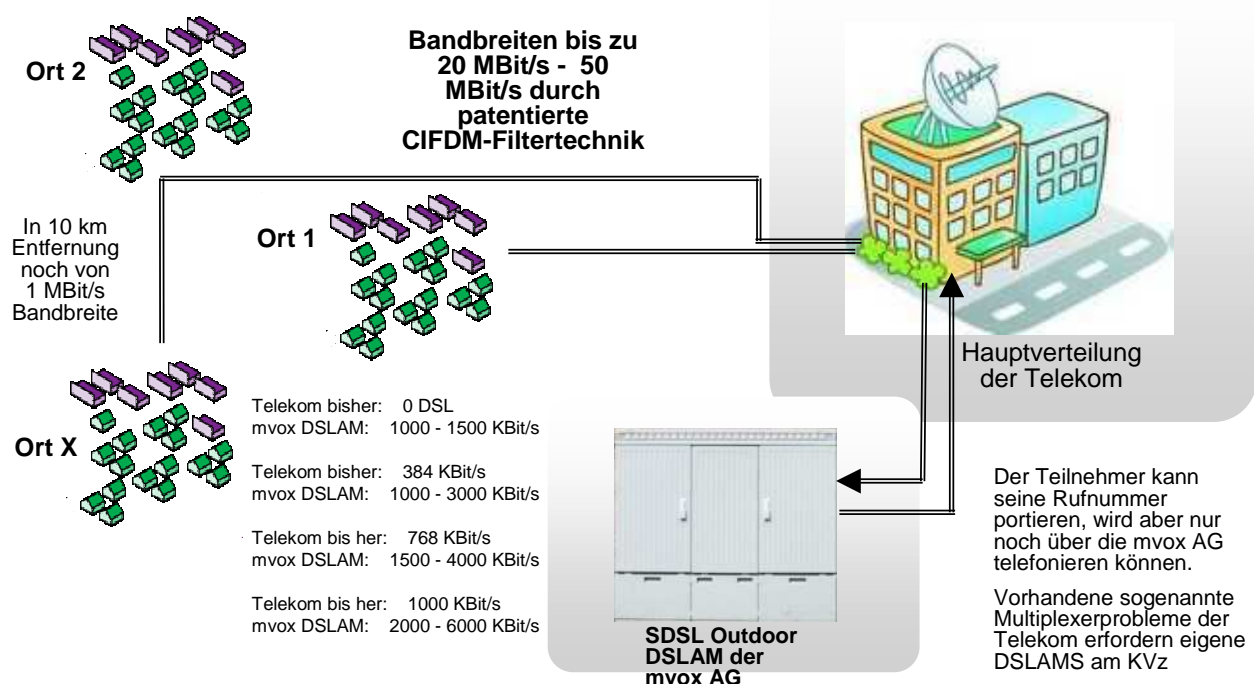 Ort 2
Bandbreiten bis zu
20 MBit/s - 50
MBit/s durch
patentierte
CIFDM-Filtertechnik
In 10 km
Entfernung
noch von
1 MBit/s
Bandbreite
Ort 1
Hauptverteilung
der Telekom
Ort X
Telekom bisher: 0 DSL
mvox DSLAM: 1000 - 1500 KBit/s
Telekom bisher: 384 KBit/s
mvox DSLAM: 1000 - 3000 KBit/s
Telekom bis her: 768 KBit/s
mvox DSLAM: 1500 - 4000 KBit/s
Telekom bis her: 1000 KBit/s
mvox DSLAM: 2000 - 6000 KBit/s
SDSL Outdoor
DSLAM der
mvox AG
Der Teilnehmer kann
seine Rufnummer
portieren, wird aber nur
noch über die mvox AG
telefonieren können.
Vorhandene sogenannte
Multiplexerprobleme der
Telekom erfordern eigene
DSLAMS am KVz